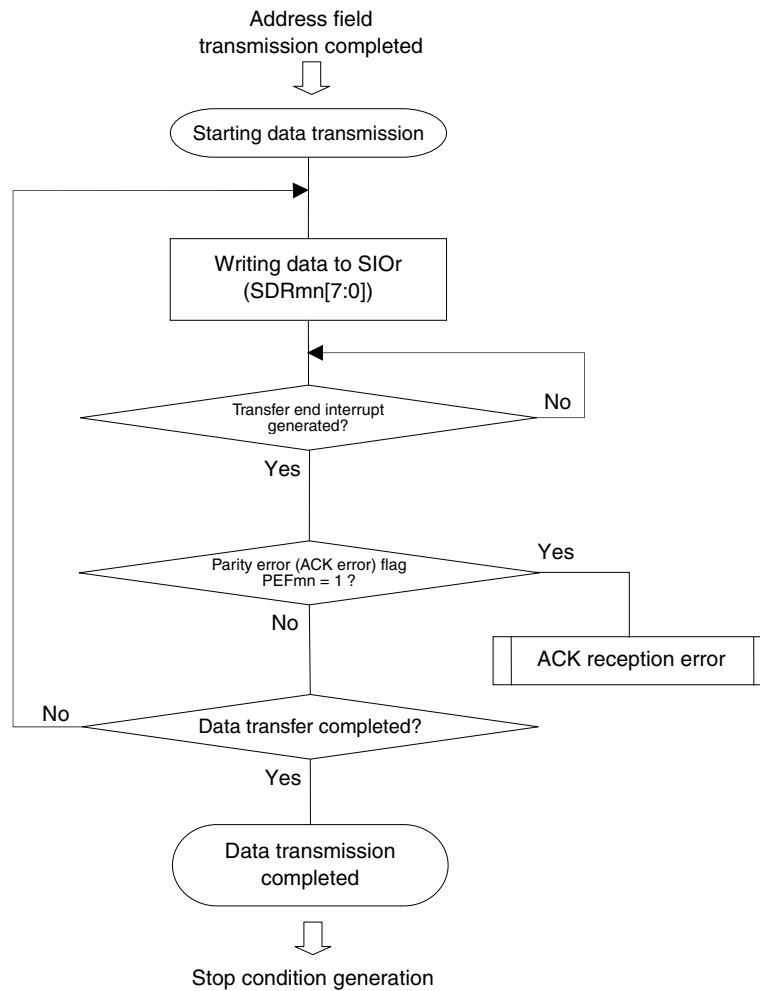 Address field
transmission completed
Starting data transmission
Writing data to SIOr
(SDRmn[7:0])
Transfer end interrupt
generated?
No
Yes
Parity error (ACK error) flag
PEFmn = 1 ?
Yes
No
ACK reception error
Data transfer completed?
No
Yes
Data transmission
completed
Stop condition generation